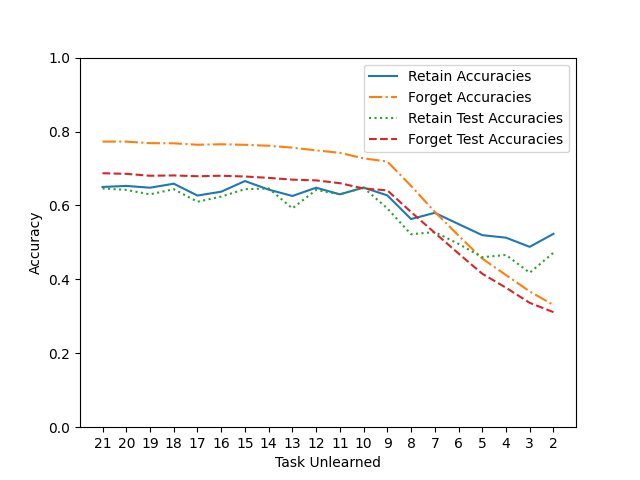 1.0
0.8
0.6
0.4
0.2
0.0
Accuracy
Retain Accuracies
Forget Accuracies
Retain Test Accuracies
Forget Test Accuracies
21 20 19 18 17 16 15 14 13 12 11 10 9 8 7 6 5 4 3 2
Task Unlearned